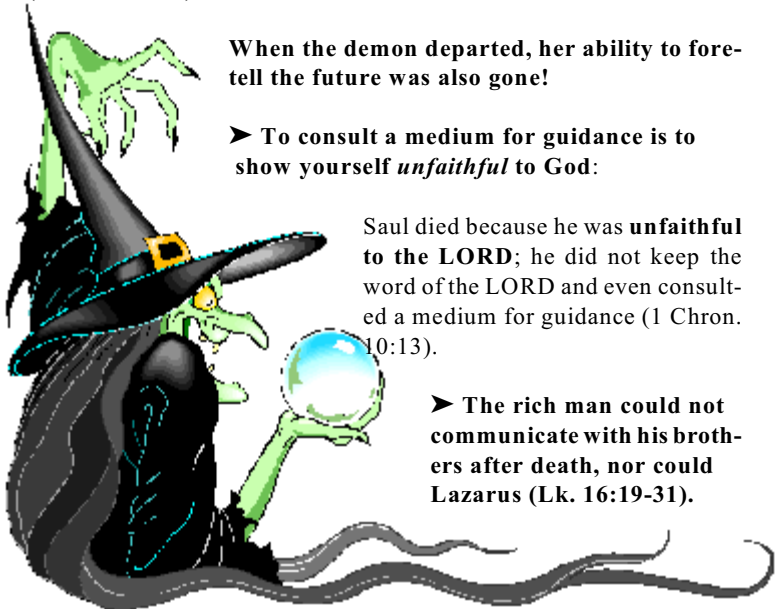 When the demon departed, her ability to fore-
tell the future was also gone!
➤ To consult a medium for guidance is to
show yourself unfaithful to God:
Saul died because he was unfaithful
to the LORD; he did not keep the
word of the LORD and even consult-
ed a medium for guidance (1 Chron.
10:13).
➤ The rich man could not
communicate with his broth-
ers after death, nor could
Lazarus (Lk. 16:19-31).